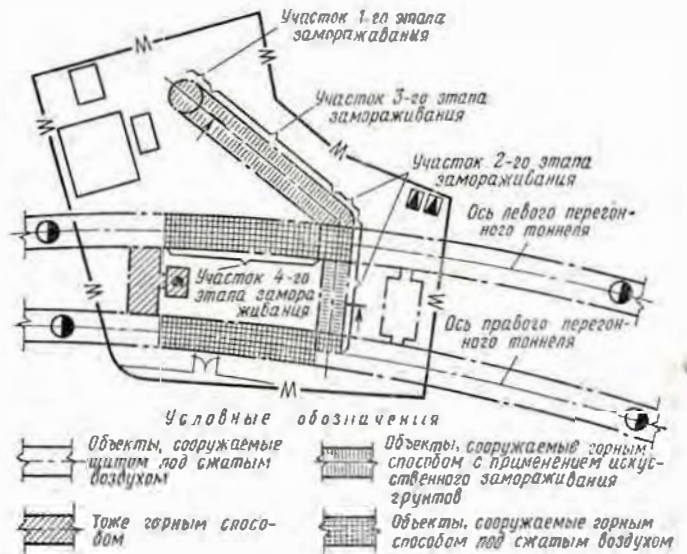 Участок 1-го этапа
замораживания
Участок 3-го этапа
замораживания
Участок 2-го этапа
замораживания
Ось левого перегон-
ного тоннеля
Участок 4-го
этапа замора
живания
Ось правого перегон-
ного тоннеля
Условные обозначения
Объекты, сооружаемые
щитом под сжатым
воздухом
Тоже горным спосо-
бом
Объекты, сооружаемые горным
способом с применением искус-
ственного замораживания
грунтов
Объекты, сооружаемые горным
способом под сжатым воздухом